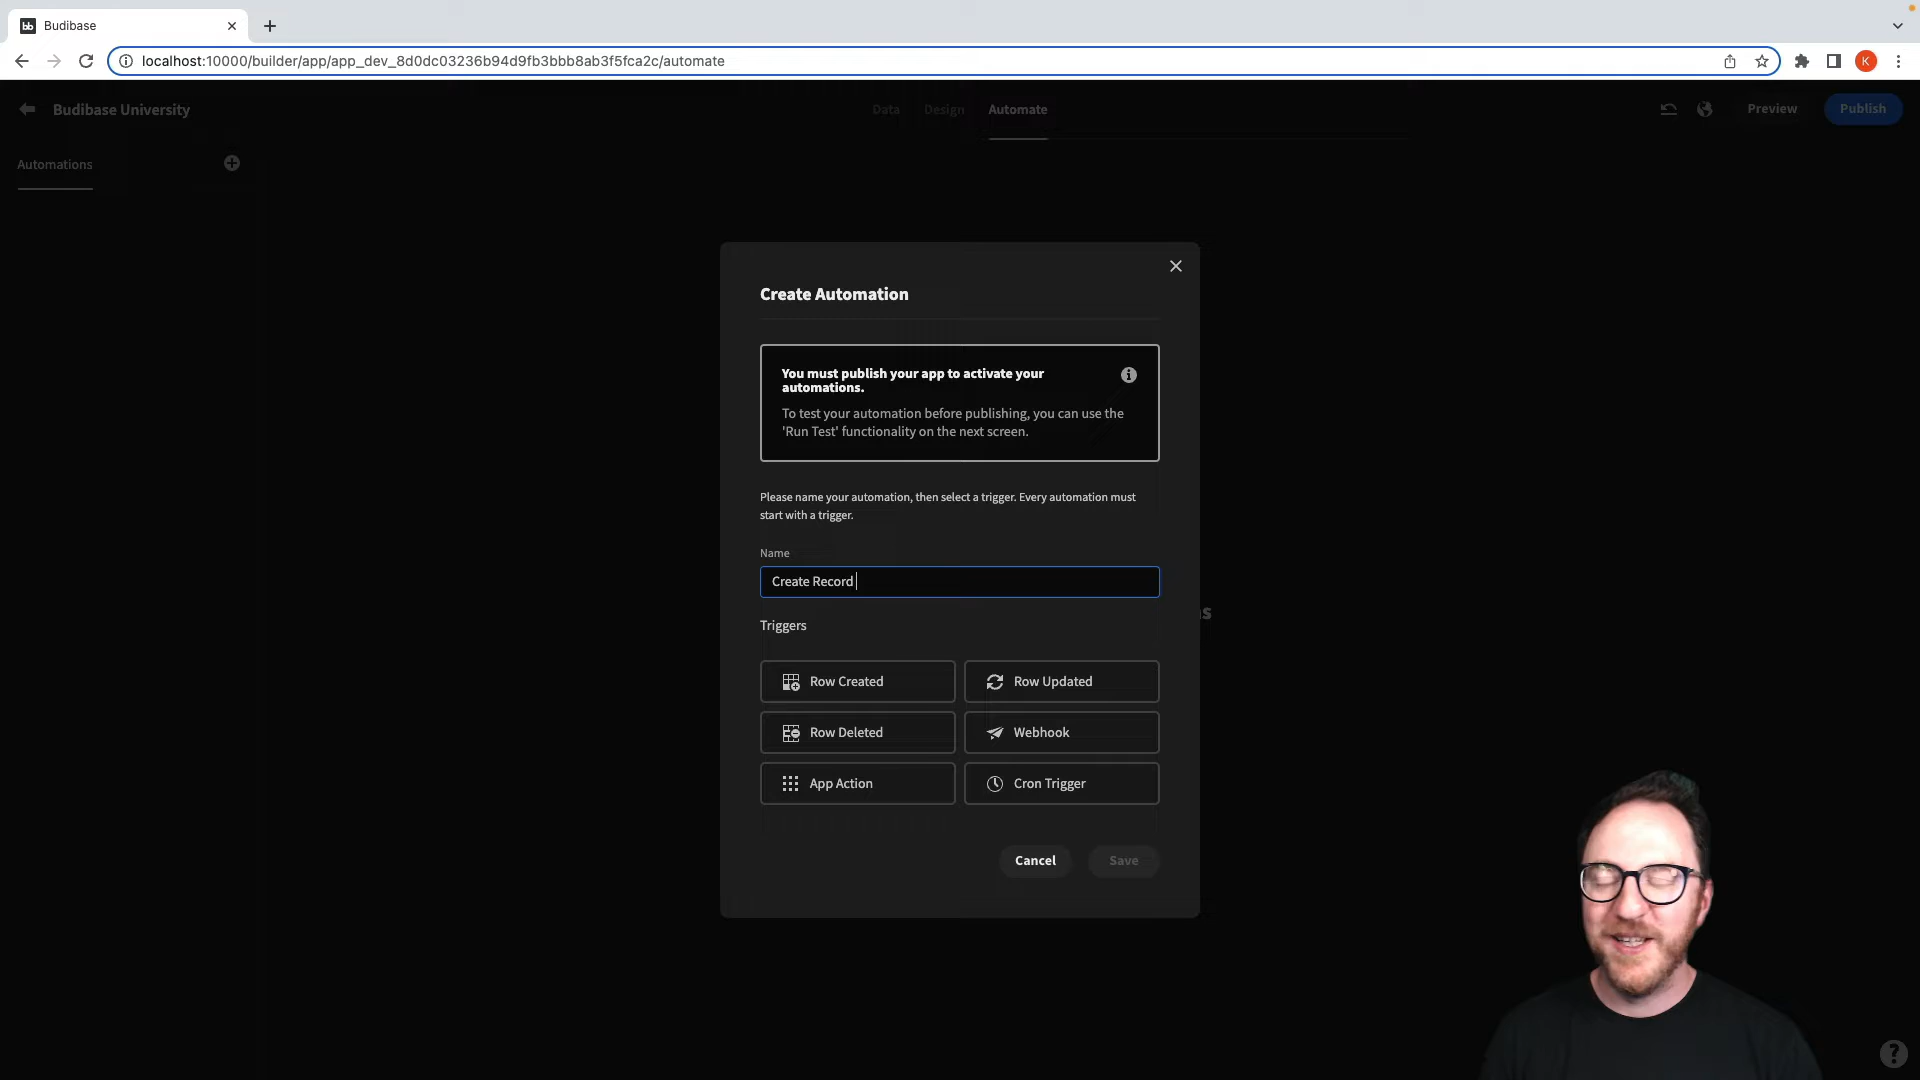 Budibase
localhost:10000/builder/app/app_dev_8d0dc03236b94d9fb3bbb8ab3f5fca2c/automate
K
Budibase University
Data
Design
Automate
Preview
Publish
Automations
Create Automation
You must publish your app to activate your
automations.
To test your automation before publishing, you can use the
'Run Test' functionality on the next screen.
Please name your automation, then select a trigger. Every automation must
start with a trigger.
Name
Create Record
Triggers
Row Created
Row Updated
Row Deleted
Webhook
App Action
Cron Trigger
Cancel
Save